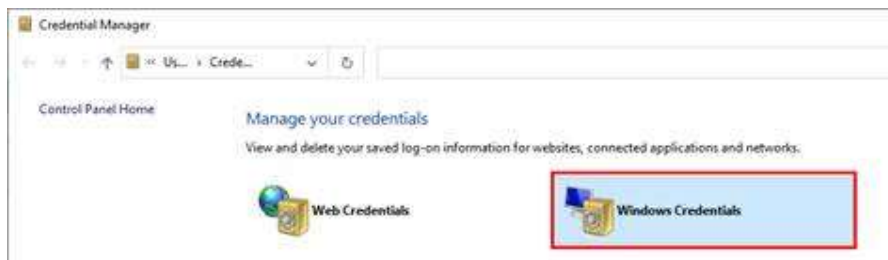 Credential Manager
« Us... › Crede...
Control Panel Home
Manage your credentials
View and delete your saved log-on information for websites, connected applications and networks.
Web Credentials
Windows Credentials